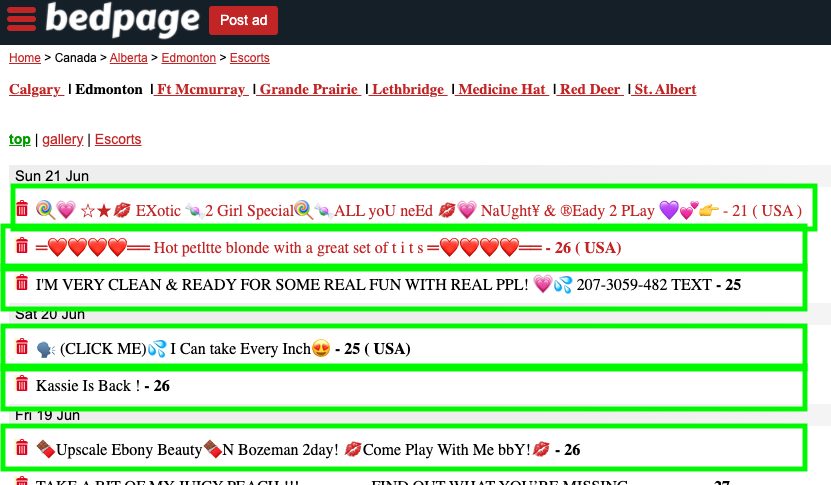 bedpage Post ad
Home > Canada > Alberta > Edmonton > Escorts
Calgary | Edmonton | Ft Mcmurray | Grande Prairie | Lethbridge | Medicine Hat | Red Deer | St. Albert
top | gallery | Escorts
Sun 21 Jun
🍭💗 ☆★💋 EXotic 🍬2 Girl Special🍭🍬ALL yoU neEd 💋💗 NaUght¥ & ®Eady 2 PLay 💜💕👉 - 21 ( USA )
═❤️❤️❤️❤️══ Hot petItte blonde with a great set of t i t s ═❤️❤️❤️❤️══ - 26 ( USA)
I'M VERY CLEAN & READY FOR SOME REAL FUN WITH REAL PPL! 💗💦 207-3059-482 TEXT - 25
Sat 20 Jun
🗣️ (CLICK ME)💦 I Can take Every Inch😍 - 25 ( USA)
Kassie Is Back ! - 26
Fri 19 Jun
🍫Upscale Ebony Beauty🍫N Bozeman 2day! 💋Come Play With Me bbY!💋 - 26
TAKE A BIT OF MY JUICY PEACH !!! FIND OUT WHAT YOU'RE MISSING 27